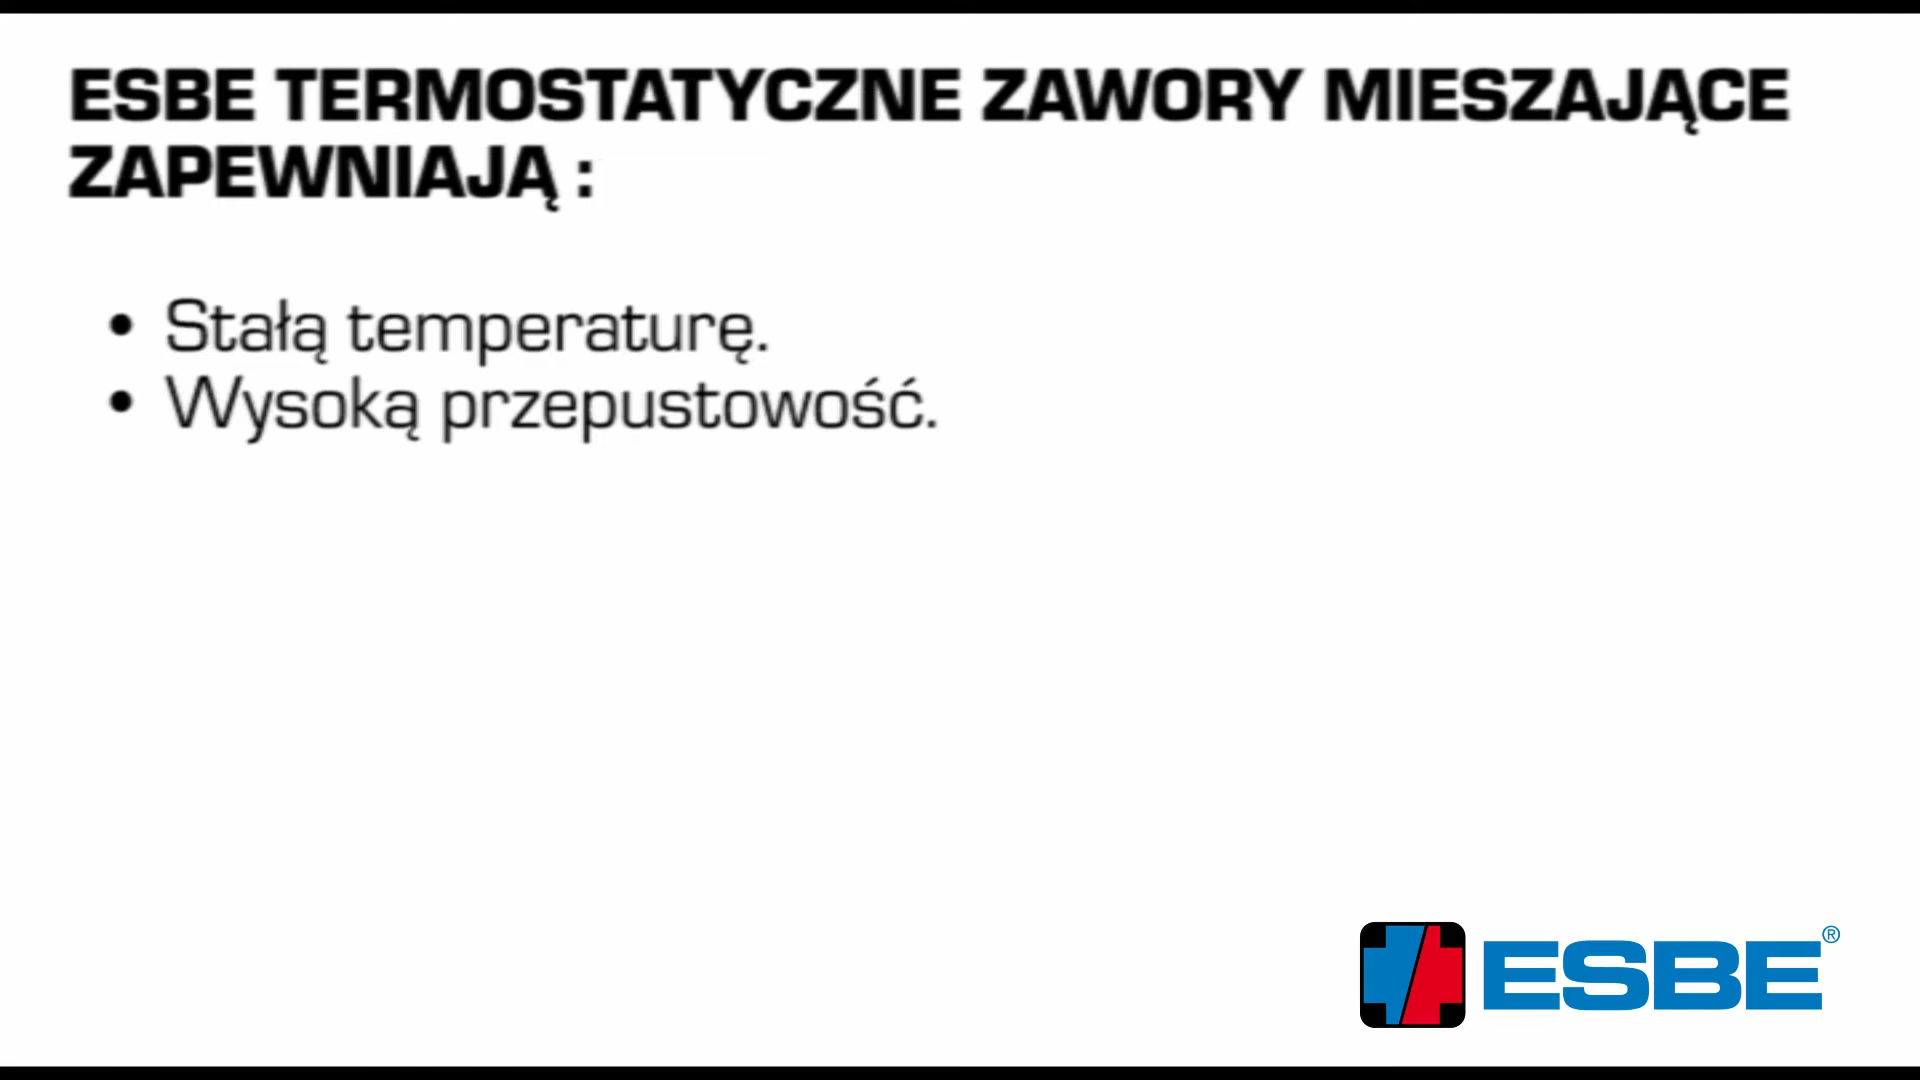 ESBE TERMOSTATYCZNE ZAWORY MIESZAJĄCE
ZAPEWNIAJĄ :
• Stałą temperaturę.
• Wysoką przepustowość.
ESBE®